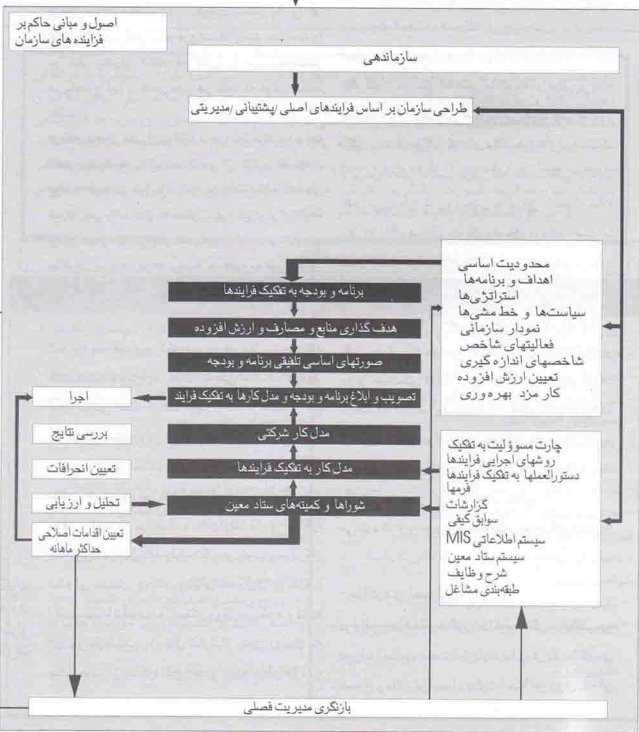 اصول و مبانی حاکم بر
فزاینده های سازمان
سازماندهی
طراحی سازمان بر اساس فرایندهای اصلی /پشتیبانی /مدیریتی
محدودیت اساسی
اهداف و برنامه‌ها
استراتژی‌ها
سیاست‌ها و خط مشی‌ها
نمودار سازمانی
فعالیتهای شاخص
شاخصهای اندازه گیری
تعیین ارزش افزوده
کار مزد بهره وری
برنامه و بودجه به تفکیک فرایندها
هدف گذاری منابع و مصارف و ارزش افزوده
صورتهای اساسی تلفیقی برنامه و بودجه
تصویب و ابلاغ برنامه و بودجه و مدل کارها به تفکیک فرایند
مدل کار شرکتی
مدل کار به تفکیک فرایندها
شوراها و کمیته‌های ستاد معین
اجرا
بررسی نتایج
تعیین انحرافات
تحلیل و ارزیابی
تعیین اقدامات اصلاحی
حداکثر ماهانه
چارت مسوولیت به تفکیک
روشهای اجرایی فرایندها
دستورالعملها به تفکیک فرایندها
فرمها
گزارشات
سوابق کیفی
سیستم اطلاعاتی MIS
سیستم ستاد معین
شرح وظایف
طبقه‌بندی مشاغل
بازنگری مدیریت فصلی